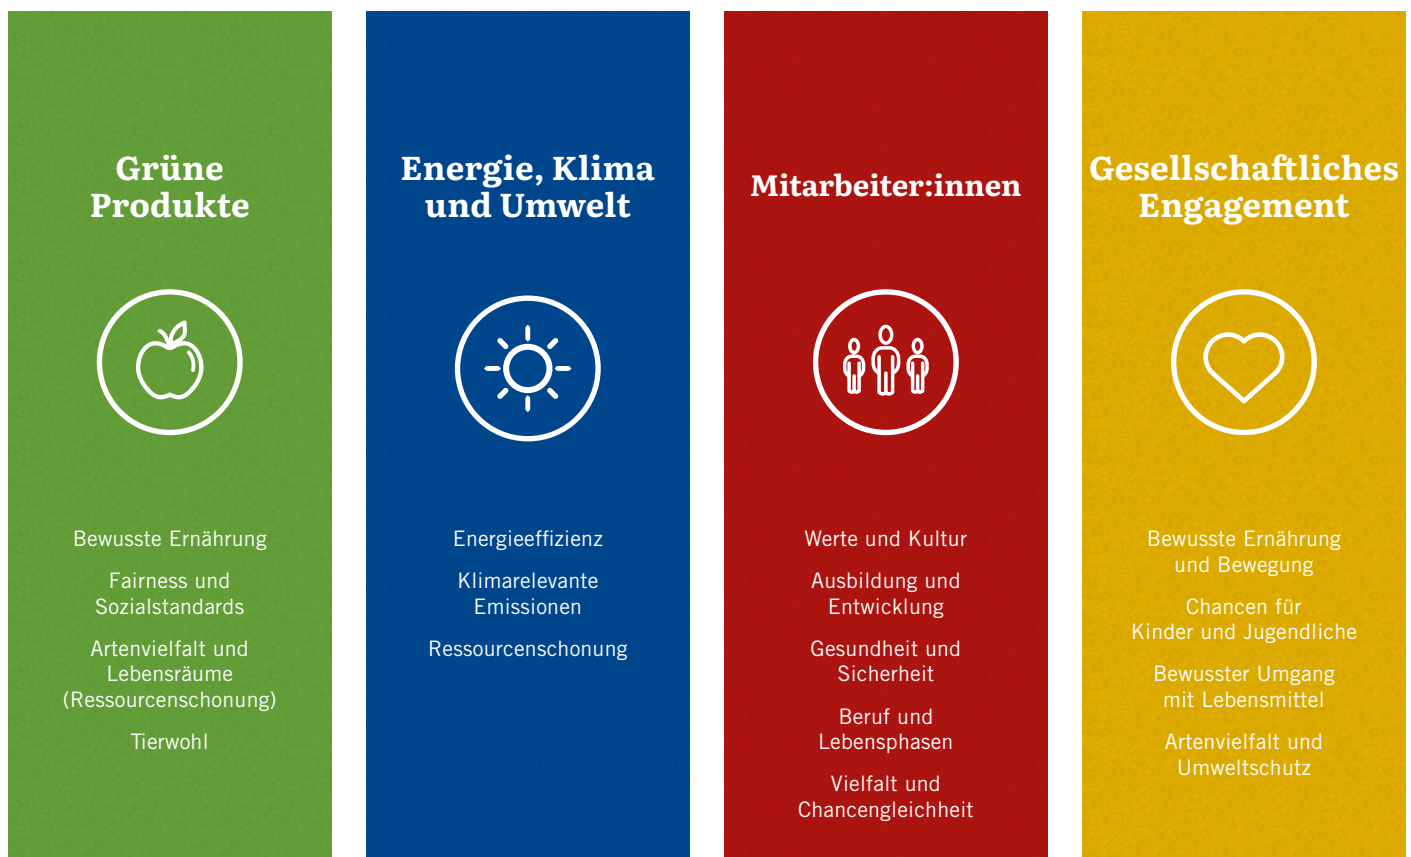 Grüne
Produkte
Bewusste Ernährung
Fairness und
Sozialstandards
Artenvielfalt und
Lebensräume
(Ressourcenschonung)
Tierwohl
Energie, Klima
und Umwelt
Energieeffizienz
Klimarelevante
Emissionen
Ressourcenschonung
Mitarbeiter:innen
Werte und Kultur
Ausbildung und
Entwicklung
Gesundheit und
Sicherheit
Beruf und
Lebensphasen
Vielfalt und
Chancengleichheit
Gesellschaftliches
Engagement
Bewusste Ernährung
und Bewegung
Chancen für
Kinder und Jugendliche
Bewusster Umgang
mit Lebensmittel
Artenvielfalt und
Umweltschutz